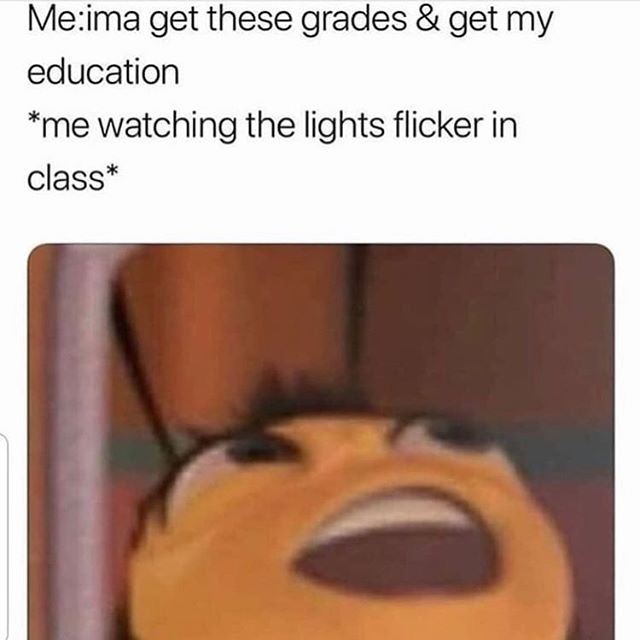 Me:ima get these grades & get my
education
*me watching the lights flicker in
class*